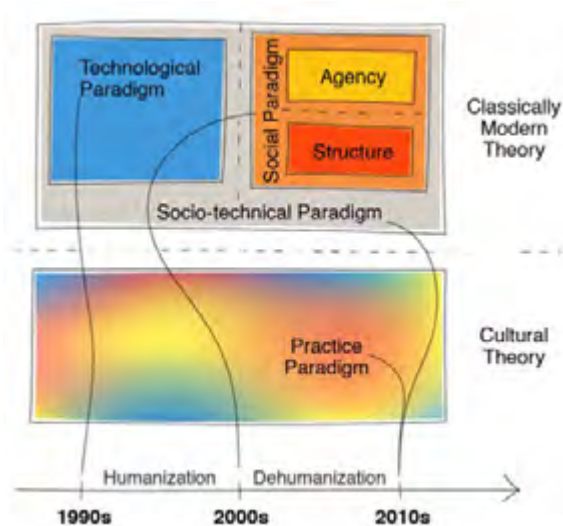 Technological
Paradigm
Social Paradigm
Agency
Structure
Socio-technical Paradigm
Classically
Modern
Theory
Practice
Paradigm
Cultural
Theory
Humanization
Dehumanization
1990s
2000s
2010s